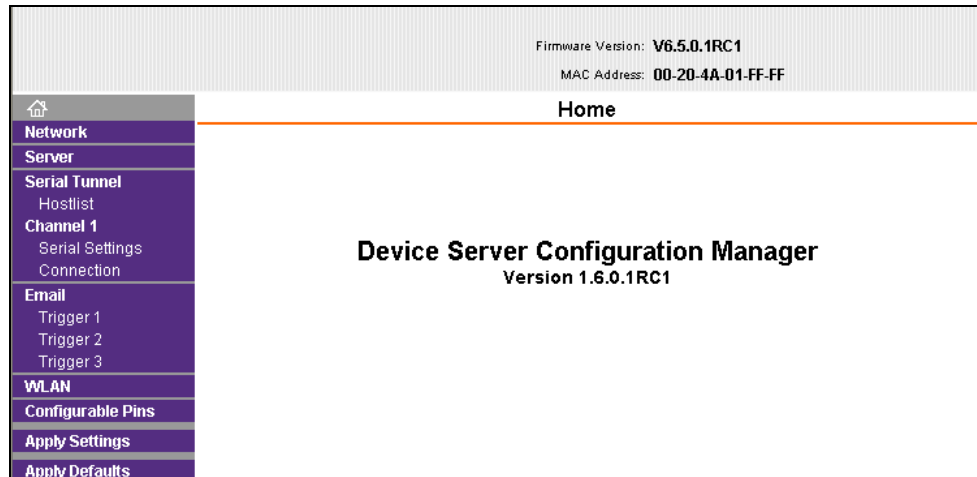 Firmware Version: V6.5.0.1RC1
MAC Address: 00-20-4A-01-FF-FF
Home
Network
Server
Serial Tunnel
Hostlist
Channel 1
Serial Settings
Connection
Email
Trigger 1
Trigger 2
Trigger 3
WLAN
Configurable Pins
Apply Settings
Apply Defaults
Device Server Configuration Manager
Version 1.6.0.1RC1